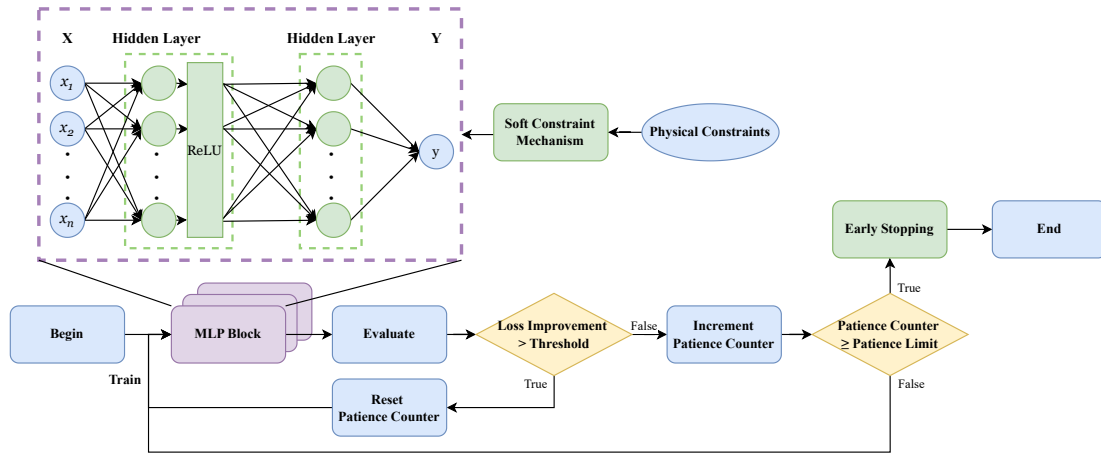 X
Hidden Layer
Hidden Layer
Y
x1
x2
xn
ReLU
y
Soft Constraint
Mechanism
Physical Constraints
Early Stopping
End
True
Begin
MLP Block
Evaluate
Loss Improvement
> Threshold
False
Increment
Patience Counter
Patience Counter
≥ Patience Limit
Train
True
False
Reset
Patience Counter